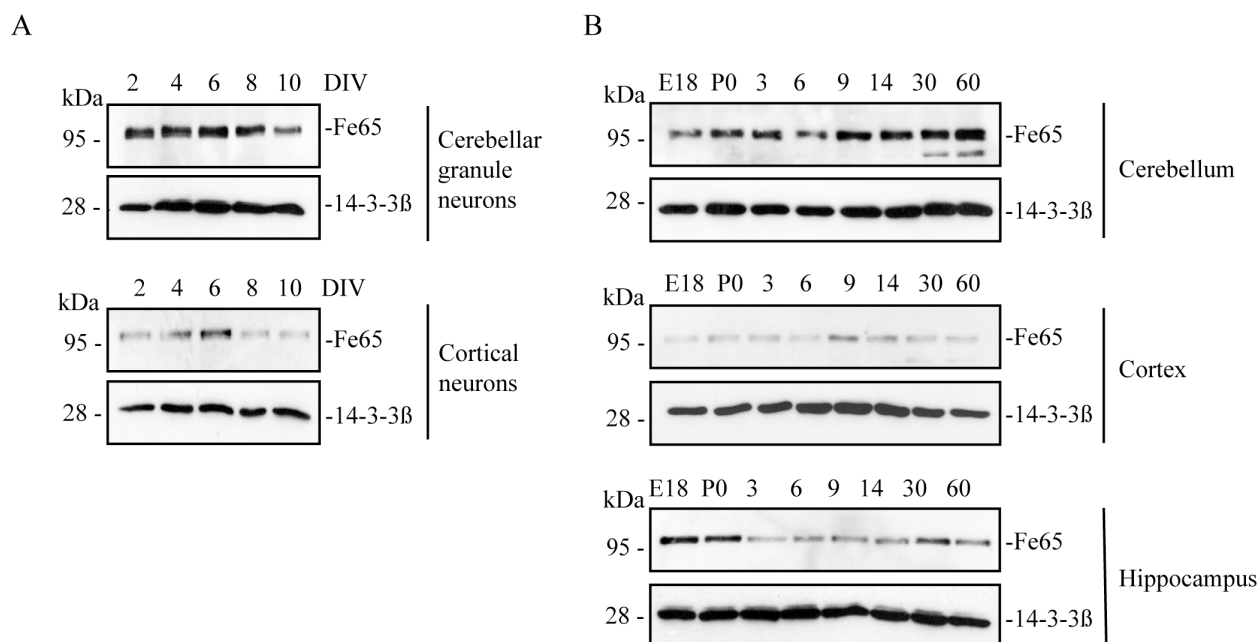 A
2 4 6 8 10 DIV
kDa
95 - -Fe65
28 - -14-3-3ß
Cerebellar
granule
neurons
2 4 6 8 10 DIV
kDa
95 - -Fe65
28 - -14-3-3ß
Cortical
neurons
B
E18 P0 3 6 9 14 30 60
kDa
95 - -Fe65
28 - -14-3-3ß
Cerebellum
E18 P0 3 6 9 14 30 60
kDa
95 - -Fe65
28 - -14-3-3ß
Cortex
E18 P0 3 6 9 14 30 60
kDa
95 - -Fe65
28 - -14-3-3ß
Hippocampus